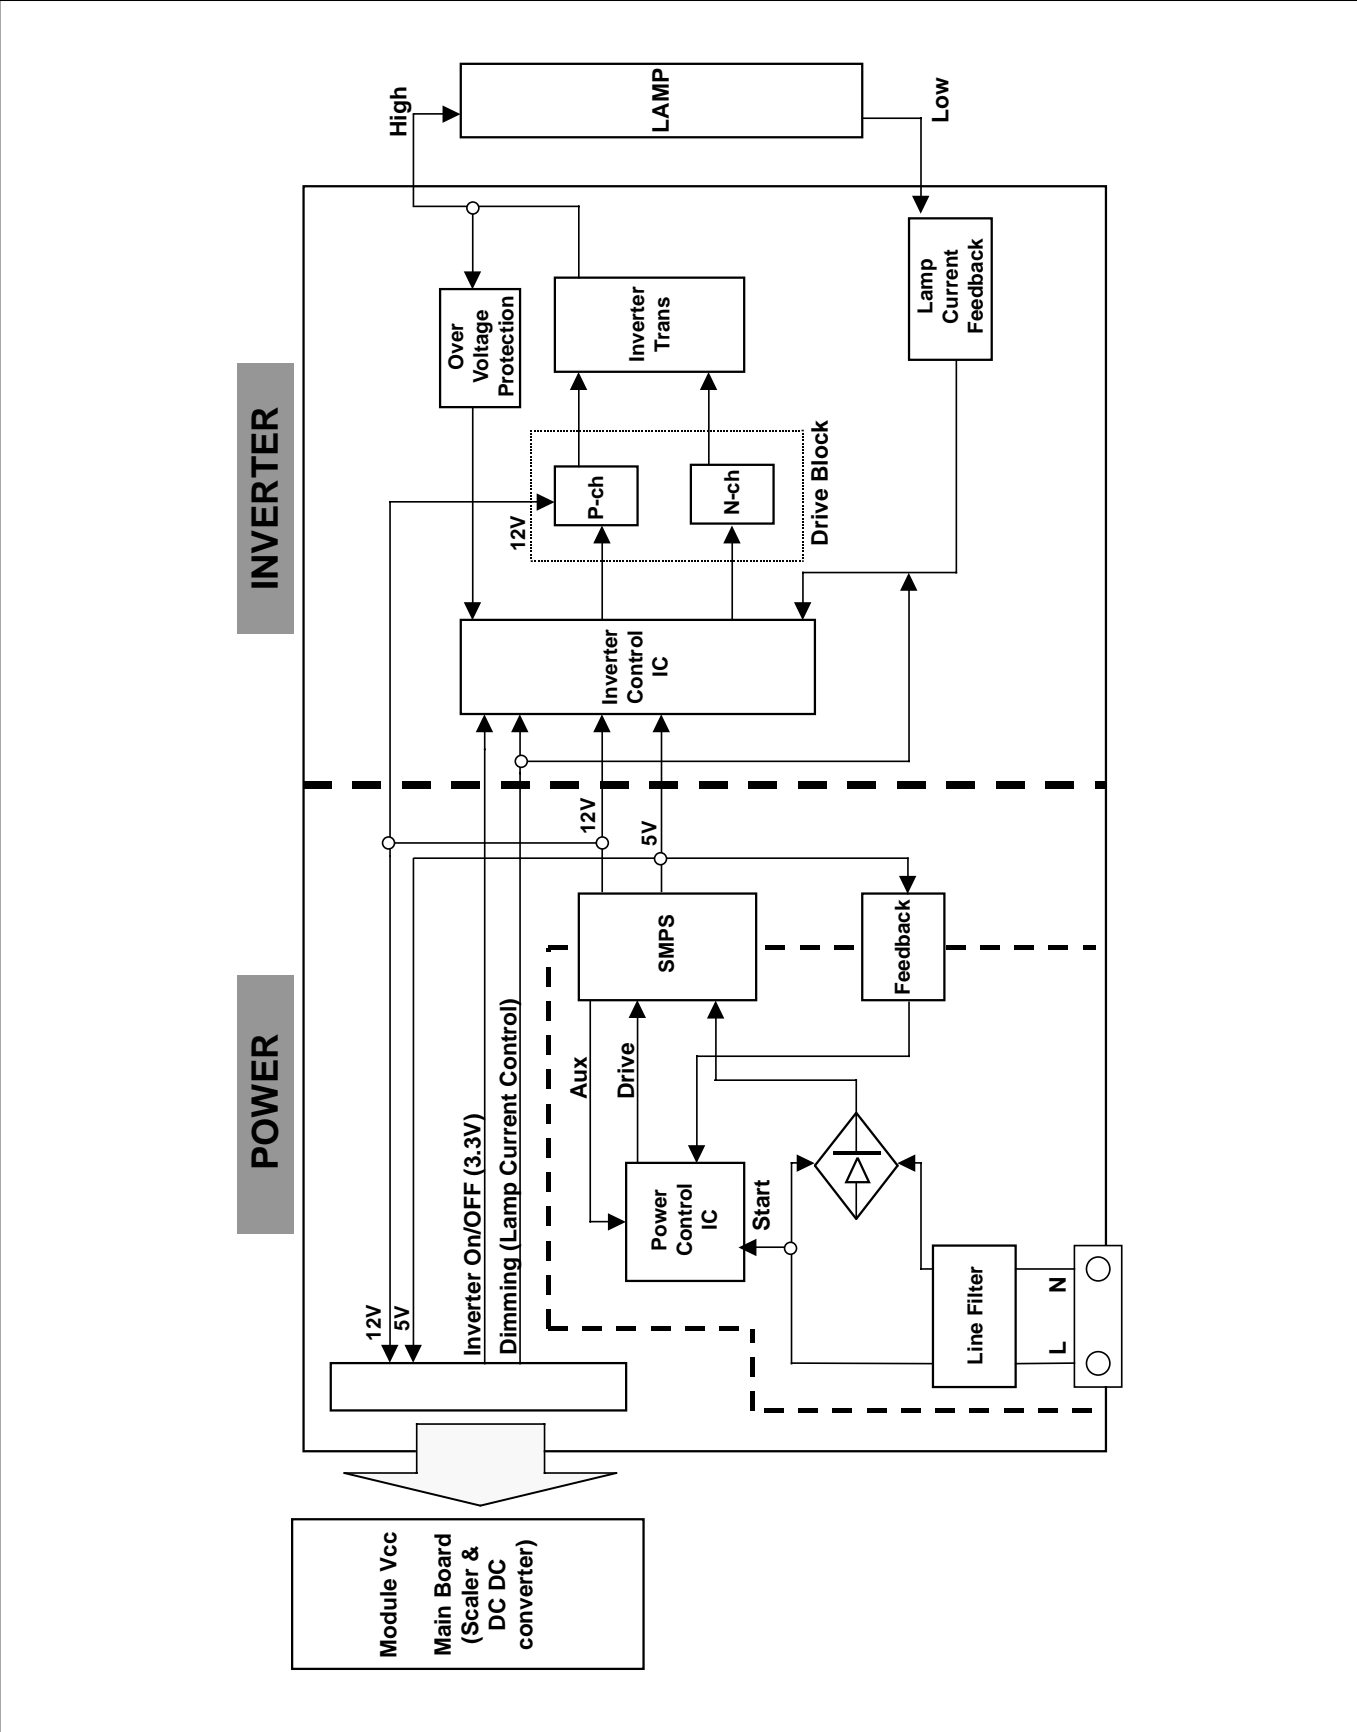 POWER
INVERTER
Module Vcc
Main Board
(Scaler &
DC DC
converter)
12V
5V
Inverter On/OFF (3.3V)
Dimming (Lamp Current Control)
Aux
Drive
Power
Control
IC
Start
Line Filter
L
N
SMPS
Feedback
12V
5V
Inverter
Control
IC
12V
P-ch
N-ch
Drive Block
Over
Voltage
Protection
Inverter
Trans
Lamp
Current
Feedback
High
LAMP
Low